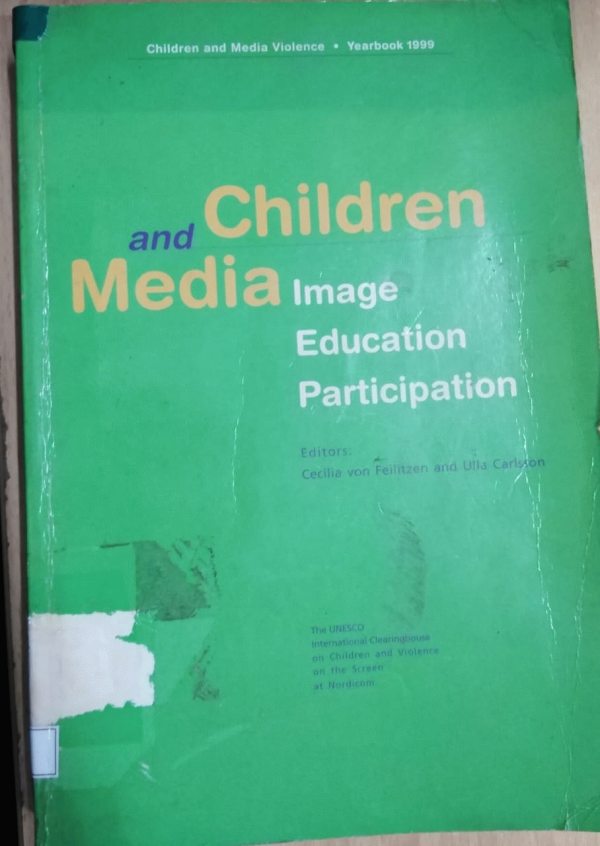 Children and Media Violence • Yearbook 1999
Children
and
Media
Image
Education
Participation
Editors:
Cecilia von Feilitzen and Ulla Carlsson
The UNESCO
International Clearinghouse
on Children and Violence
on the Screen
at Nordicom